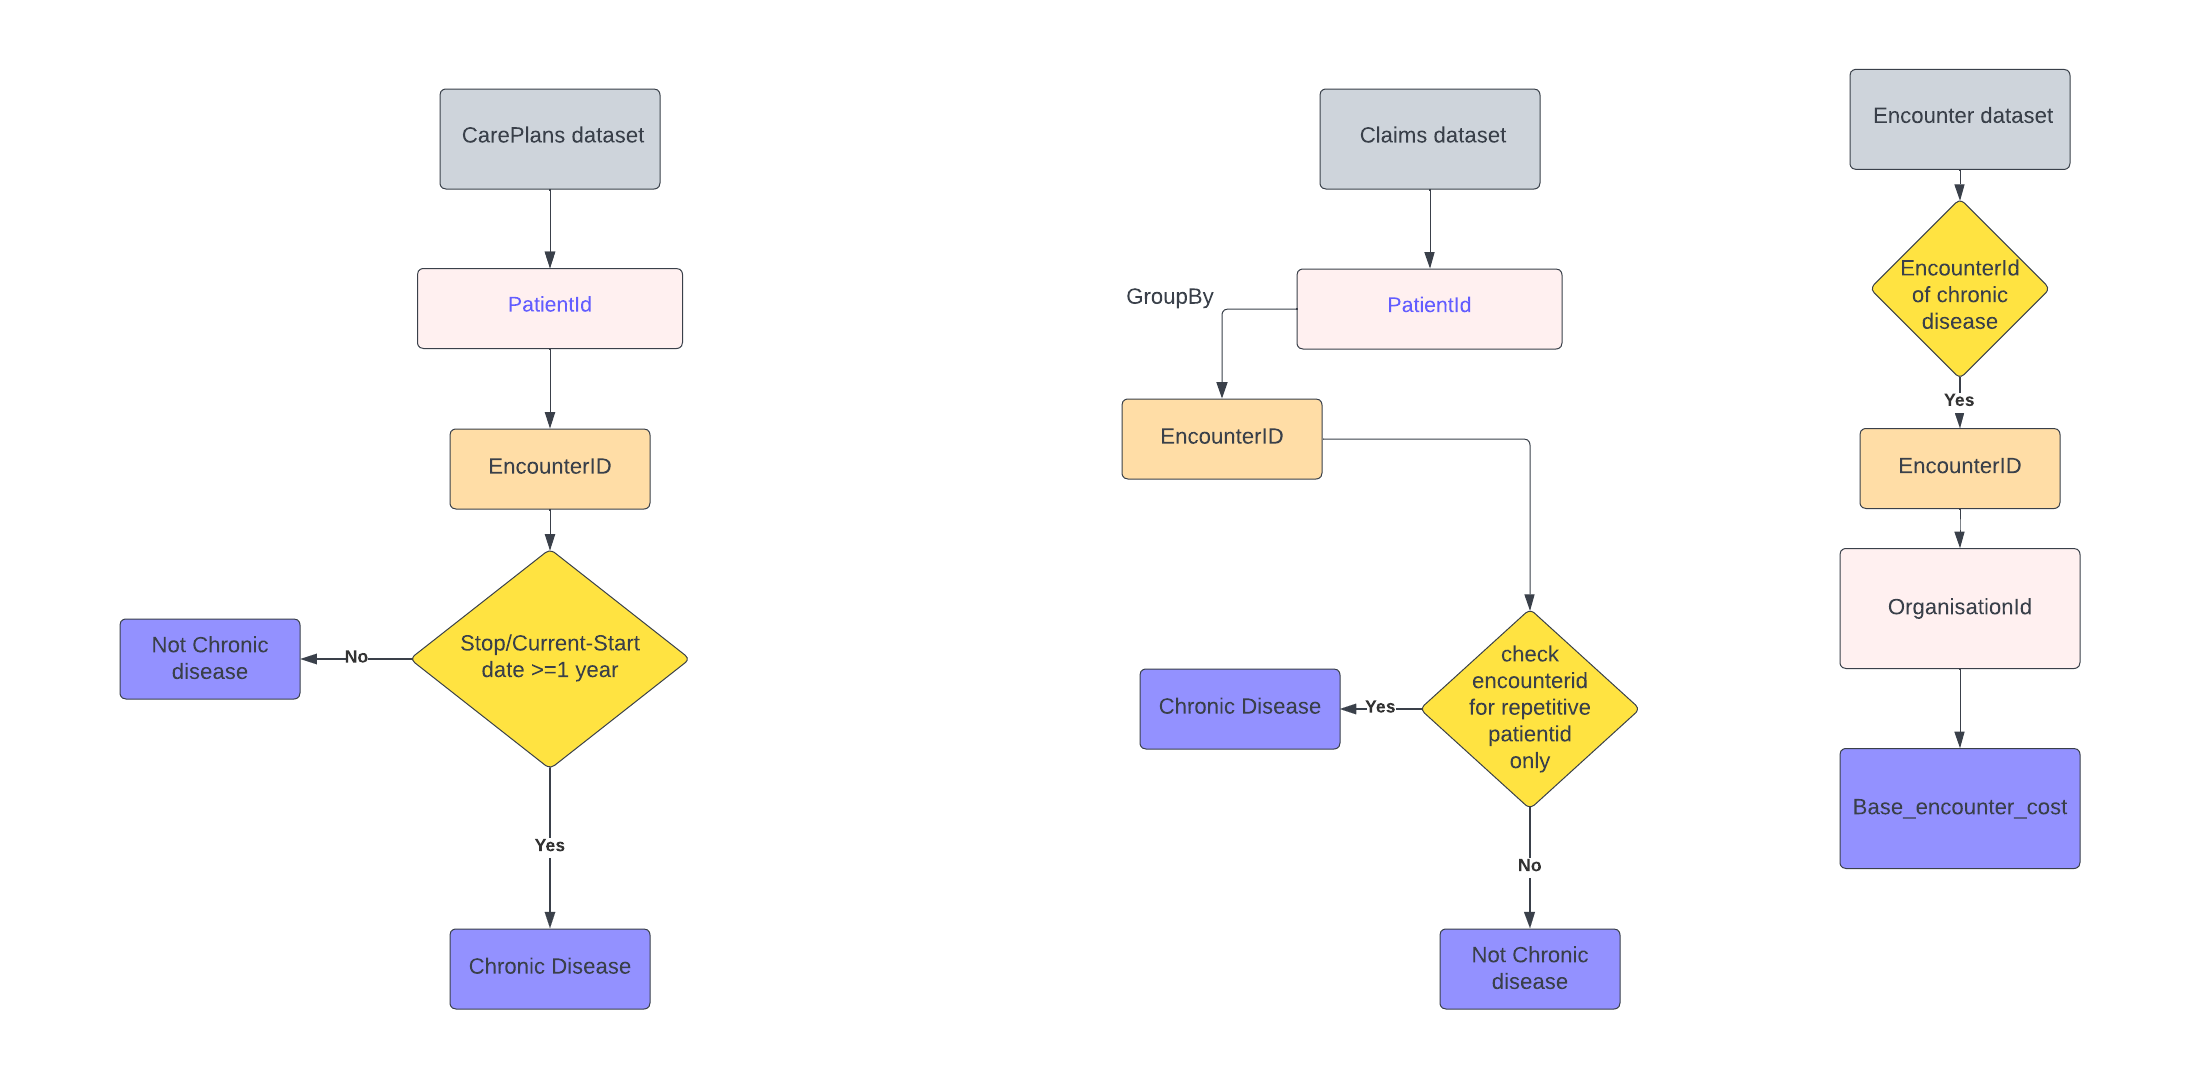 CarePlans dataset
PatientId
EncounterID
Stop/Current-Start
date >=1 year
No
Not Chronic
disease
Yes
Chronic Disease
Claims dataset
PatientId
GroupBy
EncounterID
check
encounterid
for repetitive
patientid
only
Yes
Chronic Disease
No
Not Chronic
disease
Encounter dataset
EncounterId
of chronic
disease
Yes
EncounterID
OrganisationId
Base_encounter_cost